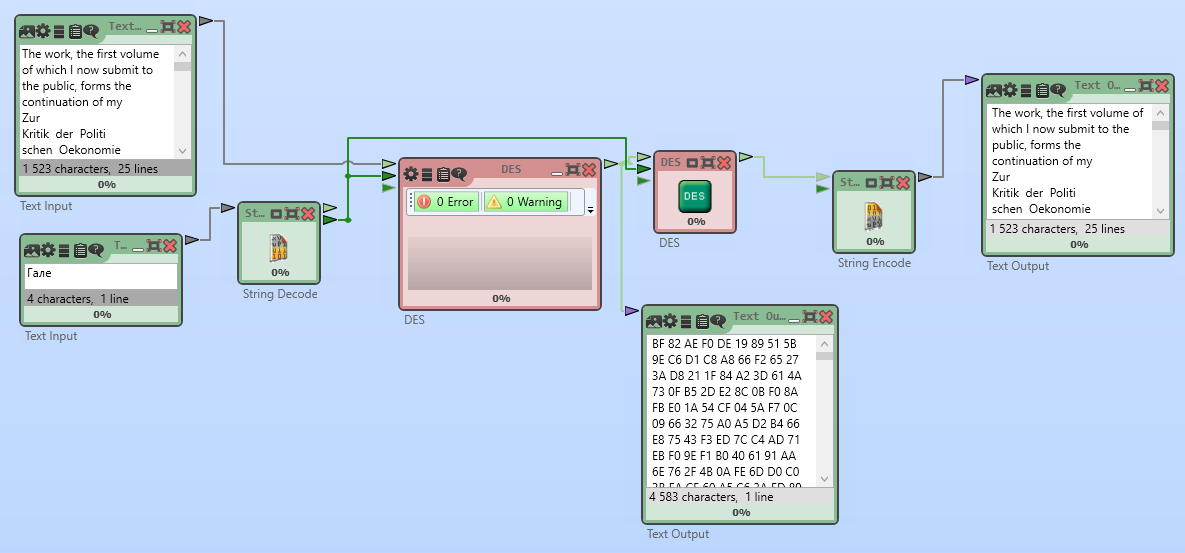 Text...
The work, the first volume
of which I now submit to
the public, forms the
continuation of my
Zur
Kritik der Politi
schen Oekonomie
1 523 characters, 25 lines
0%
Text Input
T...
Гале
4 characters, 1 line
0%
Text Input
St...
0%
String Decode
DES
0 Error
0 Warning
0%
DES
DES
DES
0%
DES
St...
0%
String Encode
Text O...
The work, the first volume of
which I now submit to the
public, forms the
continuation of my
Zur
Kritik der Politi
schen Oekonomie
1 523 characters, 25 lines
0%
Text Output
Text Ou...
BF 82 AE F0 DE 19 89 51 5B
9E C6 D1 C8 A8 66 F2 65 27
3A D8 21 1F 84 A2 3D 61 4A
73 0F B5 2D E2 8C 0B F0 8A
FB E0 1A 54 CF 04 5A F7 0C
09 66 32 75 A0 A5 D2 B4 66
E8 75 43 F3 ED 7C C4 AD 71
EB F0 9E F1 B0 40 61 91 AA
6E 76 2F 4B 0A FE 6D D0 C0
4 583 characters, 1 line
0%
Text Output